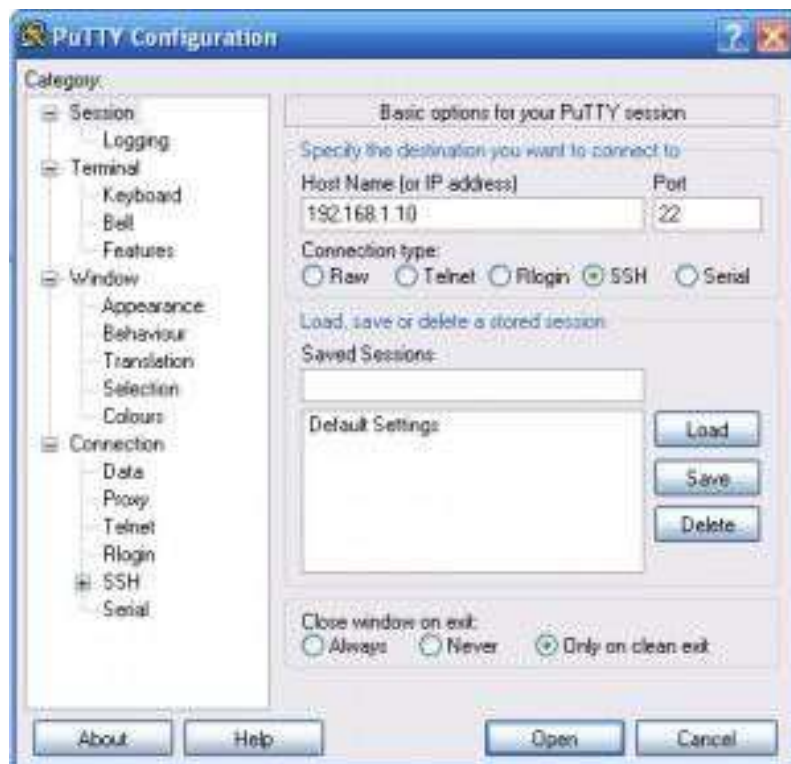 PuTTY Configuration
Category:
Session
Logging
Terminal
Keyboard
Bell
Features
Window
Appearance
Behaviour
Translation
Selection
Colours
Connection
Data
Proxy
Telnet
Rlogin
SSH
Serial
Basic options for your PuTTY session
Specify the destination you want to connect to
Host Name (or IP address) Port
192.168.1.10 22
Connection type:
Raw Telnet Rlogin SSH Serial
Load, save or delete a stored session
Saved Sessions
Default Settings
Load
Save
Delete
Close window on exit:
Always Never Only on clean exit
About Help Open Cancel